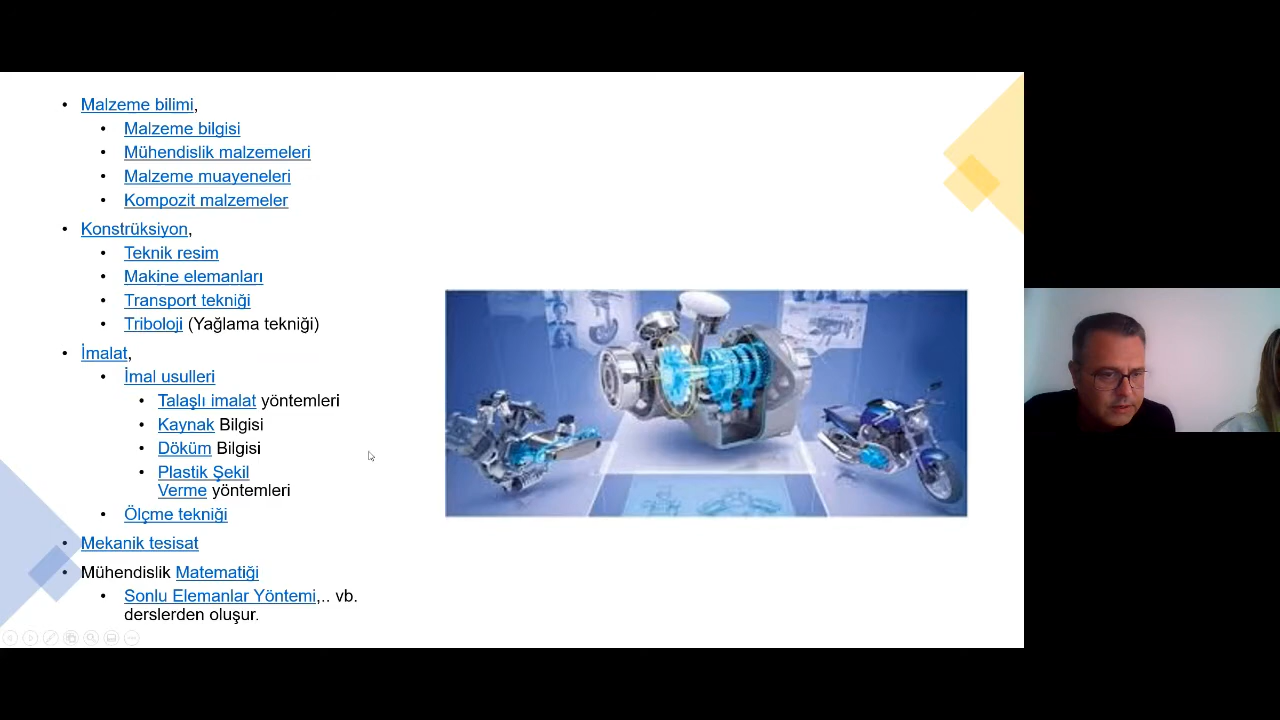 Malzeme bilimi,
Malzeme bilgisi
Mühendislik malzemeleri
Malzeme muayeneleri
Kompozit malzemeler
Konstrüksiyon,
Teknik resim
Makine elemanları
Transport tekniği
Triboloji (Yağlama tekniği)
İmalat,
İmal usulleri
Talaşlı imalat yöntemleri
Kaynak Bilgisi
Döküm Bilgisi
Plastik Şekil
Verme yöntemleri
Ölçme tekniği
Mekanik tesisat
Mühendislik Matematiği
Sonlu Elemanlar Yöntemi,.. vb.
derslerden oluşur.